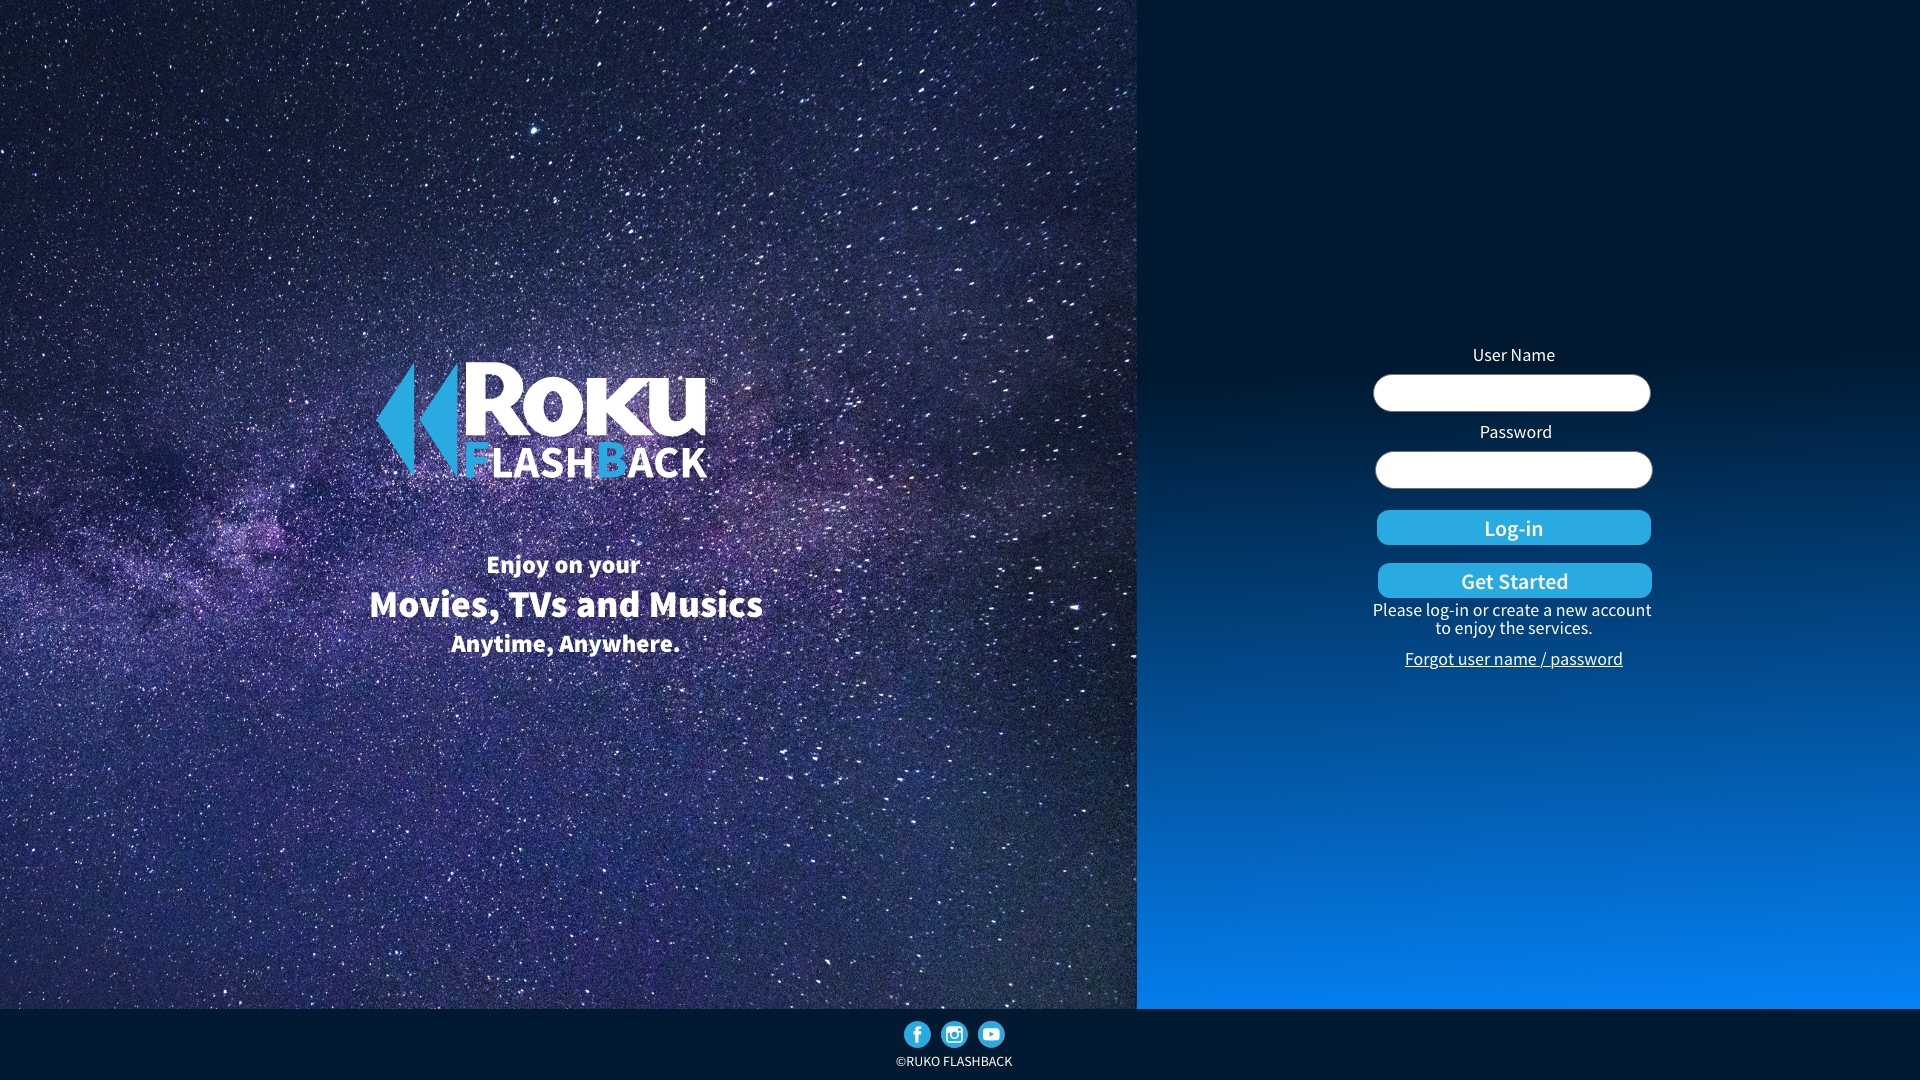 Roku®
FLASHBACK
Enjoy on your
Movies, TVs and Musics
Anytime, Anywhere.
User Name
Password
Log-in
Get Started
Please log-in or create a new account
to enjoy the services.
Forgot user name / password
©RUKO FLASHBACK